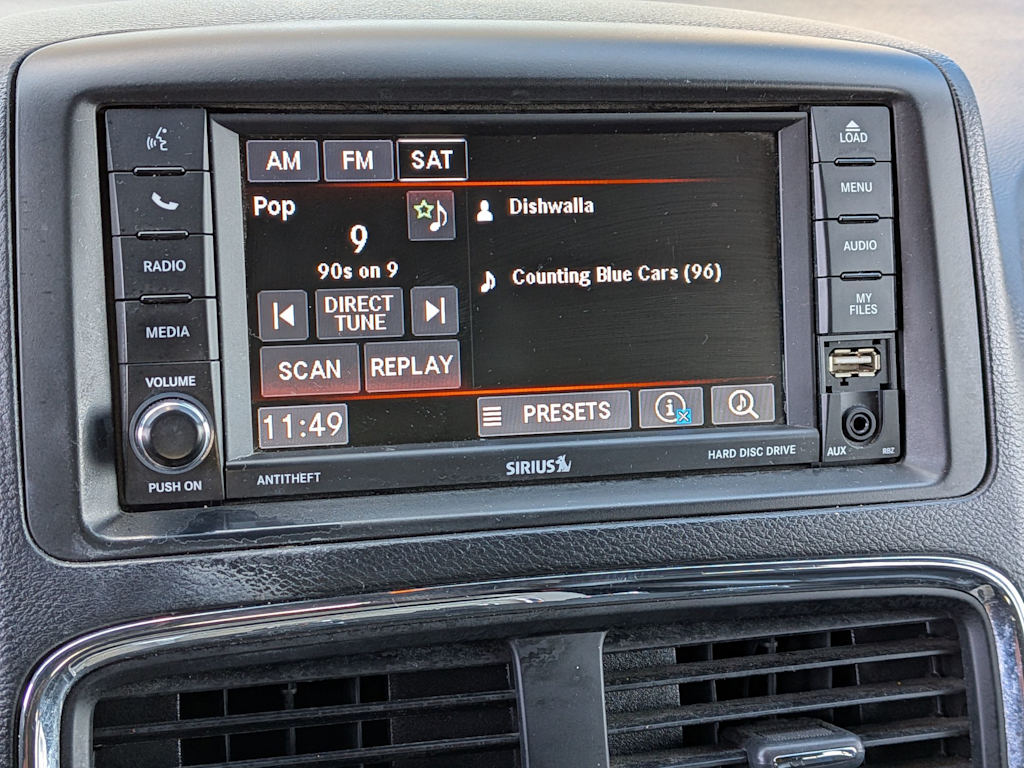 AM FM SAT
Pop
9
90s on 9
Dishwalla
Counting Blue Cars (96)
DIRECT
TUNE
SCAN REPLAY
11:49
PRESETS
i
RADIO
MEDIA
VOLUME
PUSH ON
ANTITHEFT
SIRIUS
HARD DISC DRIVE
LOAD
MENU
AUDIO
MY
FILES
AUX
RBZ